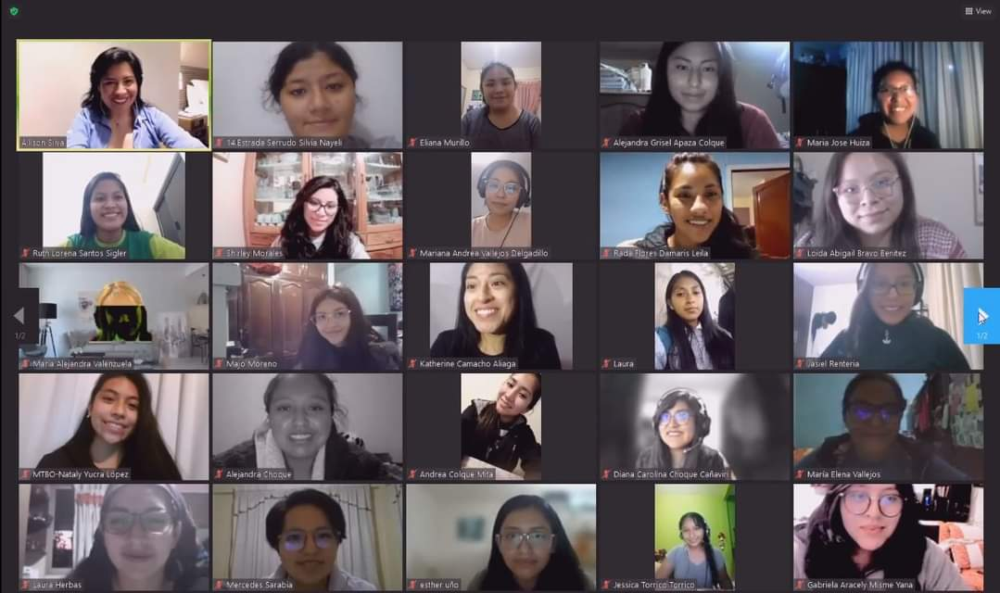 View
Allison Silva
14 Estrada Serrudo Silvia Nayeli
Eliana Murillo
Alejandra Grisel Apaza Colque
Maria Jose Huiza
Ruth Lorena Santos Sigler
Shirley Morales
Mariana Andrea Vallejos Delgadillo
Rada Flores Damaris Leila
Loida Abigail Bravo Benitez
Maria Alejandra Valenzuela
Majo Moreno
Katherine Camacho Aliaga
Laura
Jasiel Renteria
1/2
1/2
MTBO-Nataly Yucra López
Alejandra Choque
Andrea Colque Mita
Diana Carolina Choque Cañaviri
María Elena Vallejos
Laura Herbas
Mercedes Sarabia
esther uño
Jessica Torrico Torrico
Gabriela Aracely Misme Yana